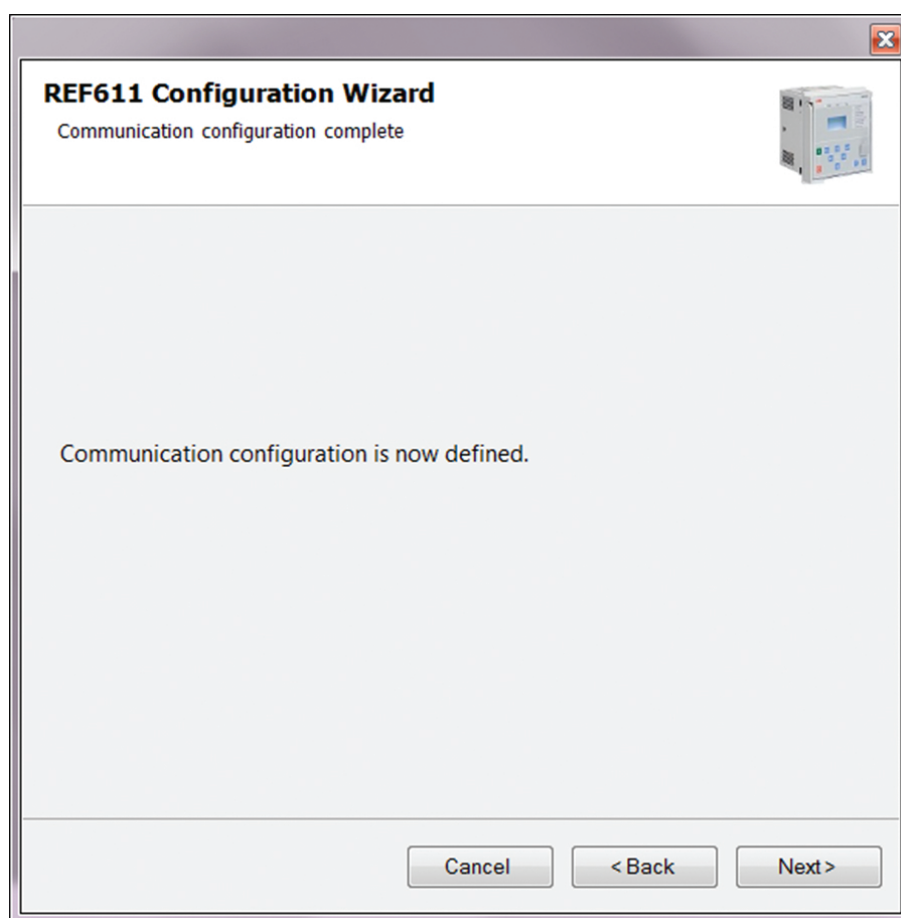 REF611 Configuration Wizard
Communication configuration complete
Communication configuration is now defined.
Cancel
< Back
Next >